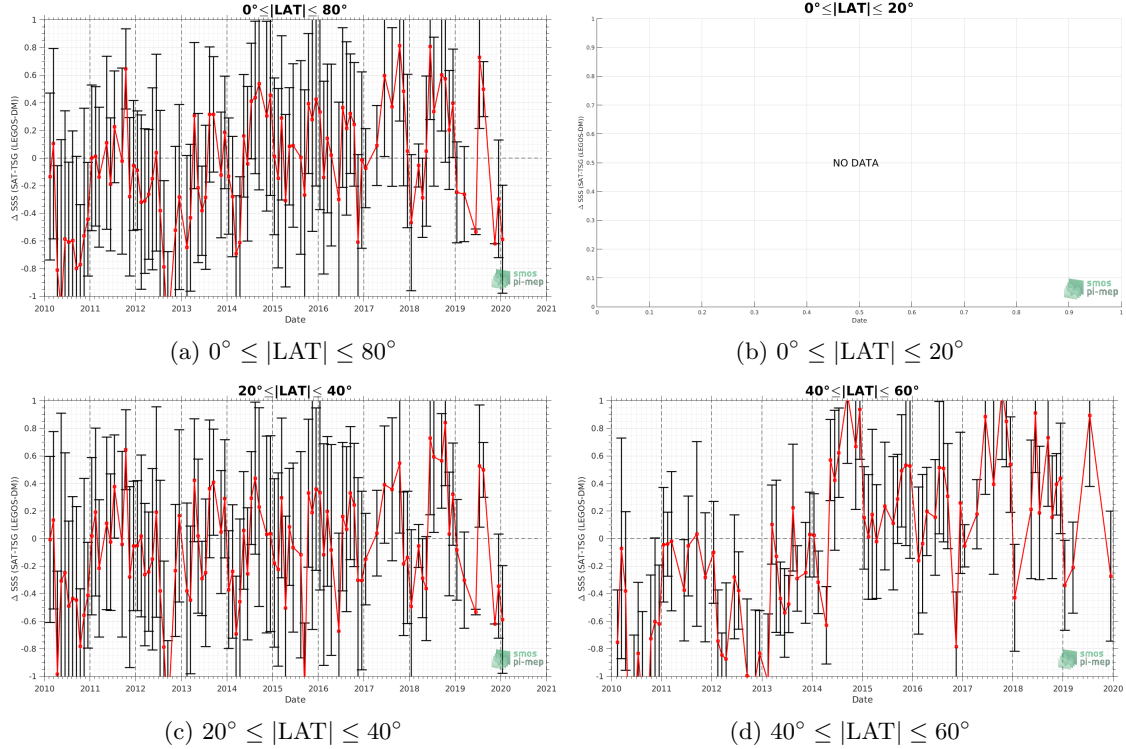 0°≤|LAT|≤ 80°
Δ SSS (SAT-TSG (LEGOS-DMI))
1
0.8
0.6
0.4
0.2
0
-0.2
-0.4
-0.6
-0.8
-1
2010 2011 2012 2013 2014 2015 2016 2017 2018 2019 2020 2021
Date
smos
pi-mep
(a) 0° ≤ |LAT| ≤ 80°
0°≤|LAT|≤ 20°
Δ SSS (SAT-TSG (LEGOS-DMI))
1
0.9
0.8
0.7
0.6
0.5
0.4
0.3
0.2
0.1
0
NO DATA
0 0.1 0.2 0.3 0.4 0.5 0.6 0.7 0.8 0.9 1
Date
smos
pi-mep
(b) 0° ≤ |LAT| ≤ 20°
20°≤|LAT|≤ 40°
Δ SSS (SAT-TSG (LEGOS-DMI))
1
0.8
0.6
0.4
0.2
0
-0.2
-0.4
-0.6
-0.8
-1
2010 2011 2012 2013 2014 2015 2016 2017 2018 2019 2020 2021
Date
smos
pi-mep
(c) 20° ≤ |LAT| ≤ 40°
40°≤|LAT|≤ 60°
Δ SSS (SAT-TSG (LEGOS-DMI))
1
0.8
0.6
0.4
0.2
0
-0.2
-0.4
-0.6
-0.8
-1
2010 2011 2012 2013 2014 2015 2016 2017 2018 2019 2020
Date
smos
pi-mep
(d) 40° ≤ |LAT| ≤ 60°